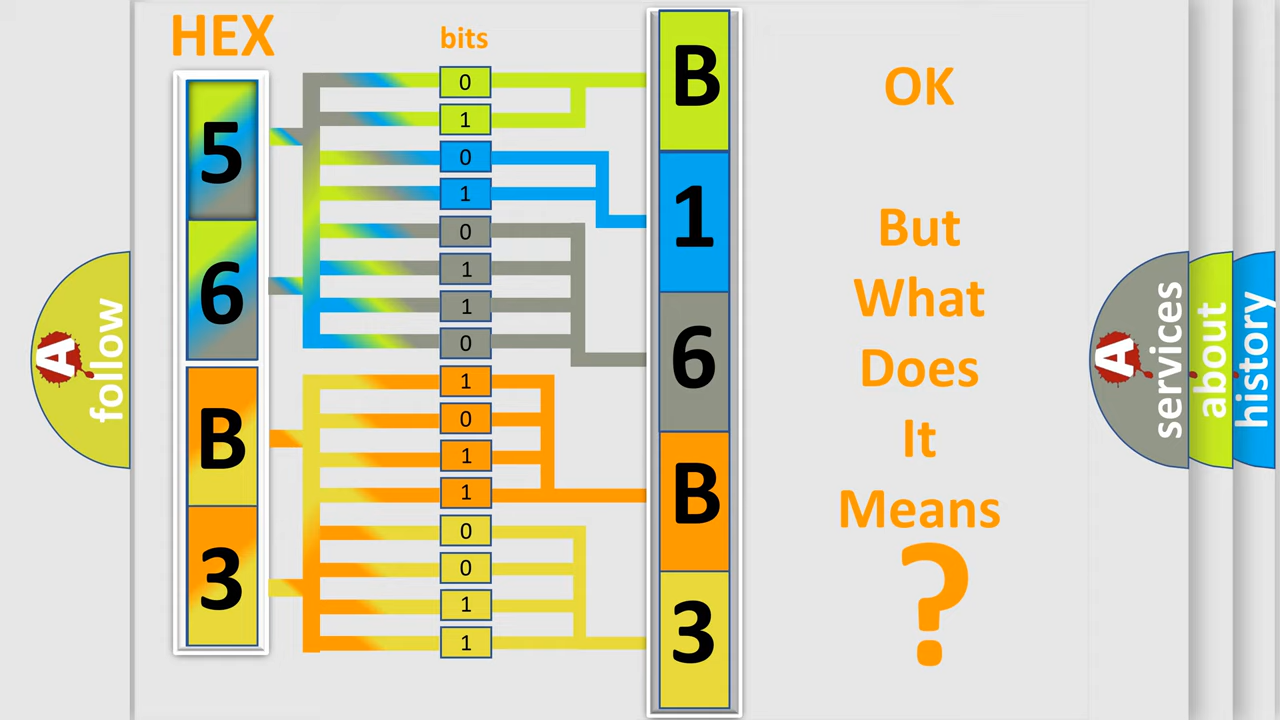 HEX
bits
5
6
B
3
0
1
0
1
0
1
1
0
1
0
1
1
0
0
1
1
B
1
6
B
3
OK
But
What
Does
It
Means
?
A
follow
A
services
about
history